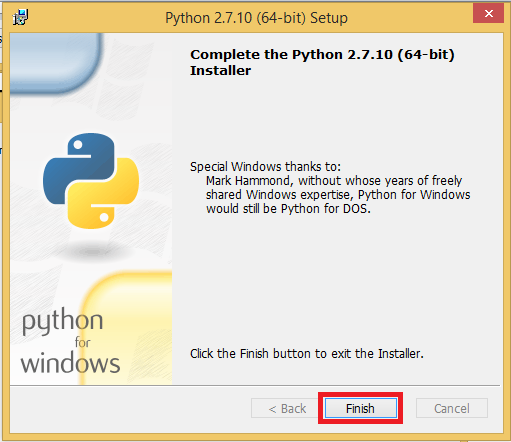 Python 2.7.10 (64-bit) Setup
Complete the Python 2.7.10 (64-bit)
Installer
Special Windows thanks to:
Mark Hammond, without whose years of freely
shared Windows expertise, Python for Windows
would still be Python for DOS.
python
for
windows
Click the Finish button to exit the Installer.
< Back
Finish
Cancel